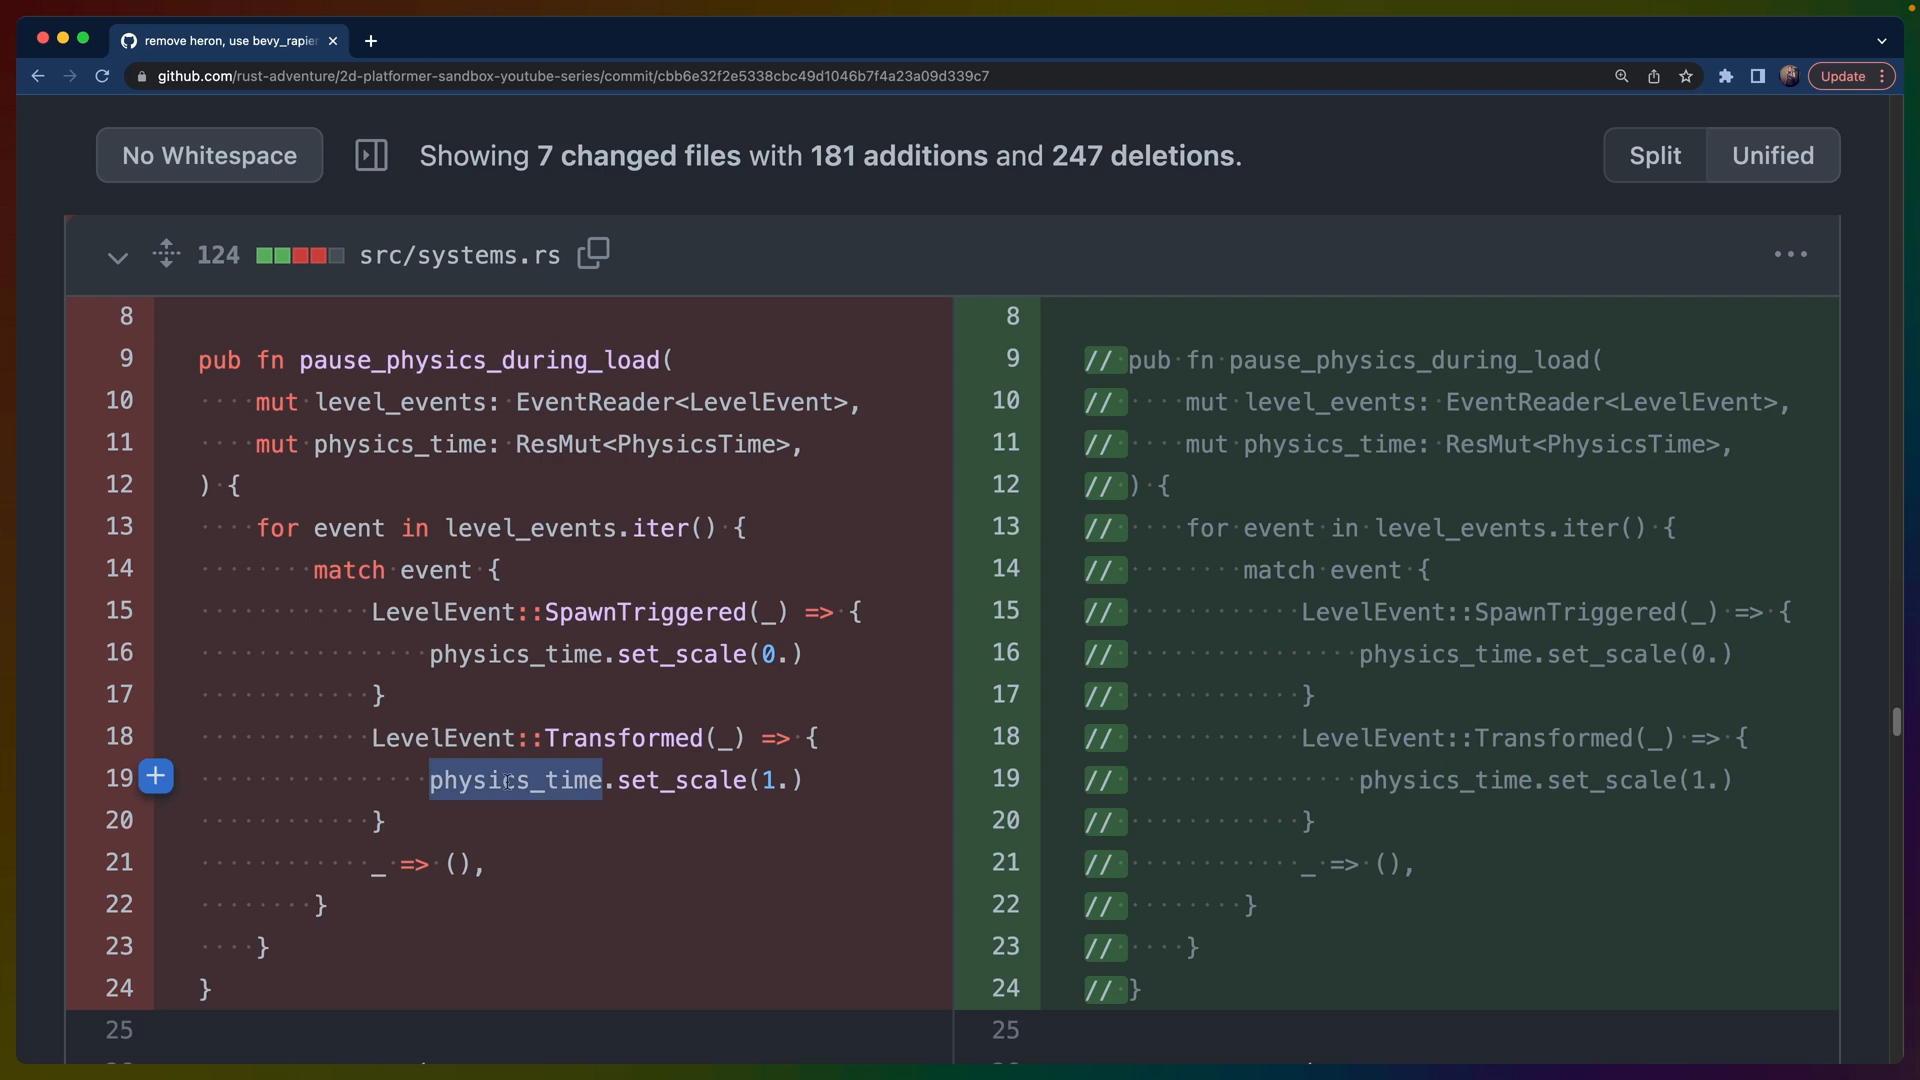 remove heron, use bevy_rapier
github.com/rust-adventure/2d-platformer-sandbox-youtube-series/commit/cbb6e32f2e5338cbc49d1046b7f4a23a09d339c7
Update
No Whitespace
Showing 7 changed files with 181 additions and 247 deletions.
Split
Unified
124
src/systems.rs
8
9 pub fn pause_physics_during_load(
10 mut level_events: EventReader<LevelEvent>,
11 mut physics_time: ResMut<PhysicsTime>,
12 ) {
13 for event in level_events.iter() {
14 match event {
15 LevelEvent::SpawnTriggered(_) => {
16 physics_time.set_scale(0.)
17 }
18 LevelEvent::Transformed(_) => {
19 physics_time.set_scale(1.)
20 }
21 _ => (),
22 }
23 }
24 }
25
8
9 // pub fn pause_physics_during_load(
10 // mut level_events: EventReader<LevelEvent>,
11 // mut physics_time: ResMut<PhysicsTime>,
12 // ) {
13 // for event in level_events.iter() {
14 // match event {
15 // LevelEvent::SpawnTriggered(_) => {
16 // physics_time.set_scale(0.)
17 // }
18 // LevelEvent::Transformed(_) => {
19 // physics_time.set_scale(1.)
20 // }
21 // _ => (),
22 // }
23 // }
24 // }
25